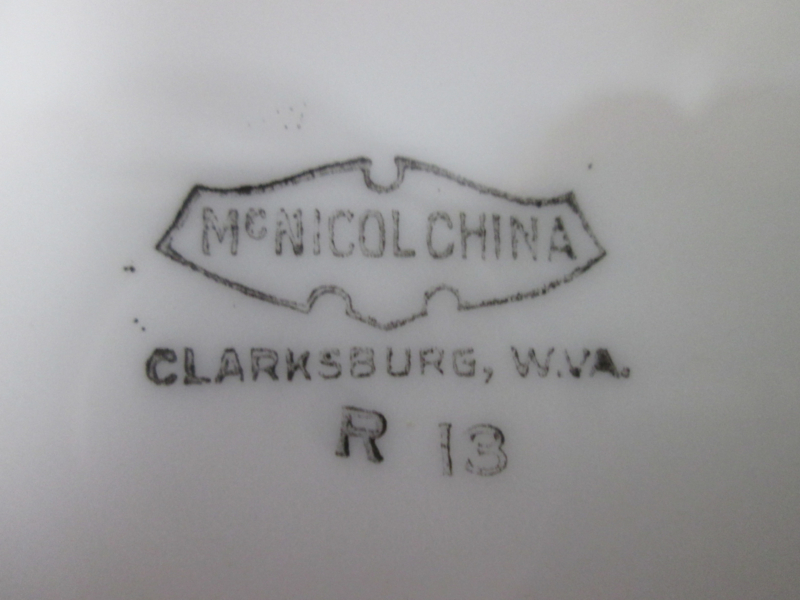 McNICOL CHINA
CLARKSBURG, W.VA.
R 13